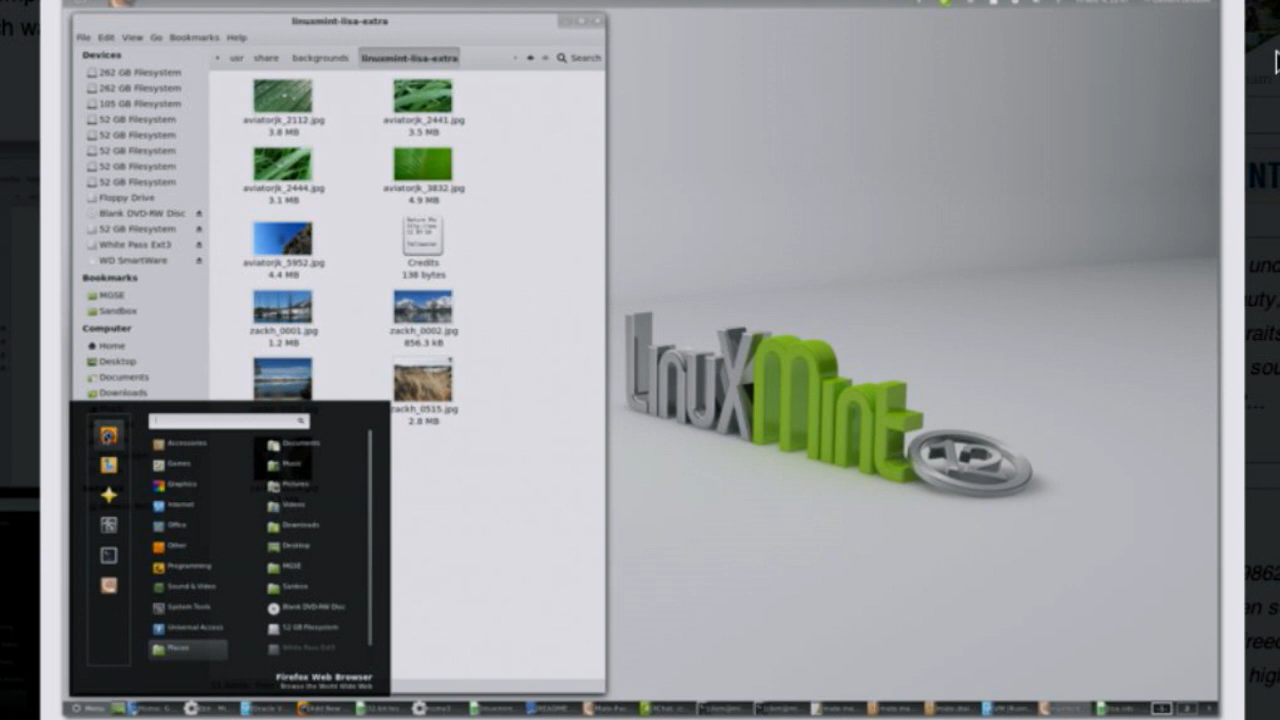 linuxmint-lisa-extra
File Edit View Go Bookmarks Help
Devices
usr share backgrounds linuxmint-lisa-extra Search
262 GB Filesystem
262 GB Filesystem
105 GB Filesystem
52 GB Filesystem
52 GB Filesystem
52 GB Filesystem
52 GB Filesystem
52 GB Filesystem
Floppy Drive
Blank DVD-RW Disc
52 GB Filesystem
White Pass Ext3
WD SmartWare
Bookmarks
MGSE
Sandbox
Computer
Home
Desktop
Documents
Downloads
aviatorjk_2112.jpg
3.8 MB
aviatorjk_2441.jpg
3.5 MB
aviatorjk_2444.jpg
3.1 MB
aviatorjk_3832.jpg
4.9 MB
aviatorjk_5952.jpg
4.4 MB
Credits
138 bytes
zackh_0001.jpg
1.2 MB
zackh_0002.jpg
856.3 kB
zackh_0515.jpg
2.8 MB
Accessories
Games
Graphics
Internet
Office
Other
Programming
Sound & Video
System Tools
Universal Access
Places
Documents
Music
Pictures
Videos
Downloads
Desktop
MGSE
Sandbox
Blank DVD-RW Disc
52 GB Filesystem
White Pass Ext3
Firefox Web Browser
Browse the World Wide Web
LinuxMint
12
Menu
README